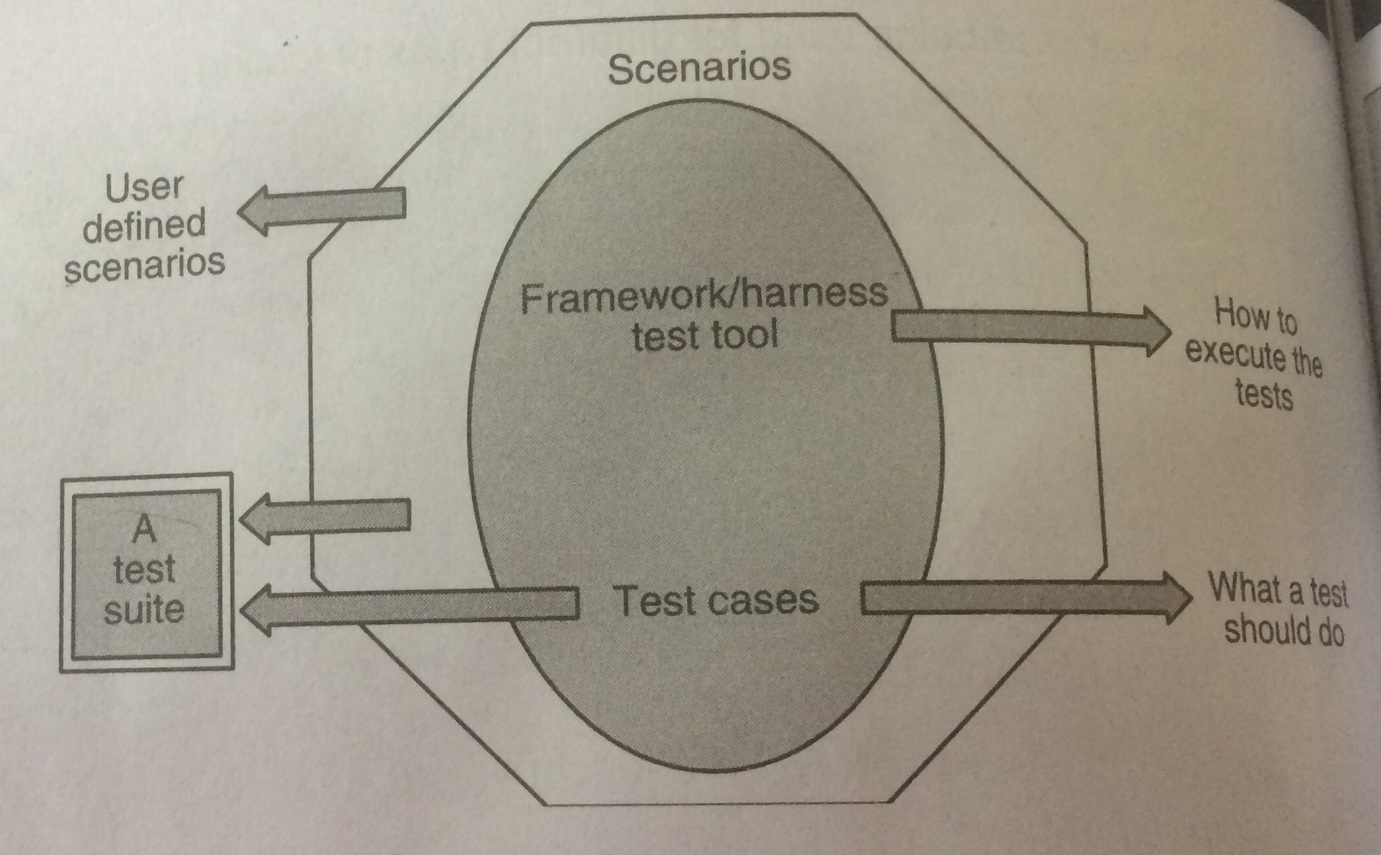 Scenarios
User
defined
scenarios
Framework/harness
test tool
How to
execute the
tests
A
test
suite
Test cases
What a test
should do